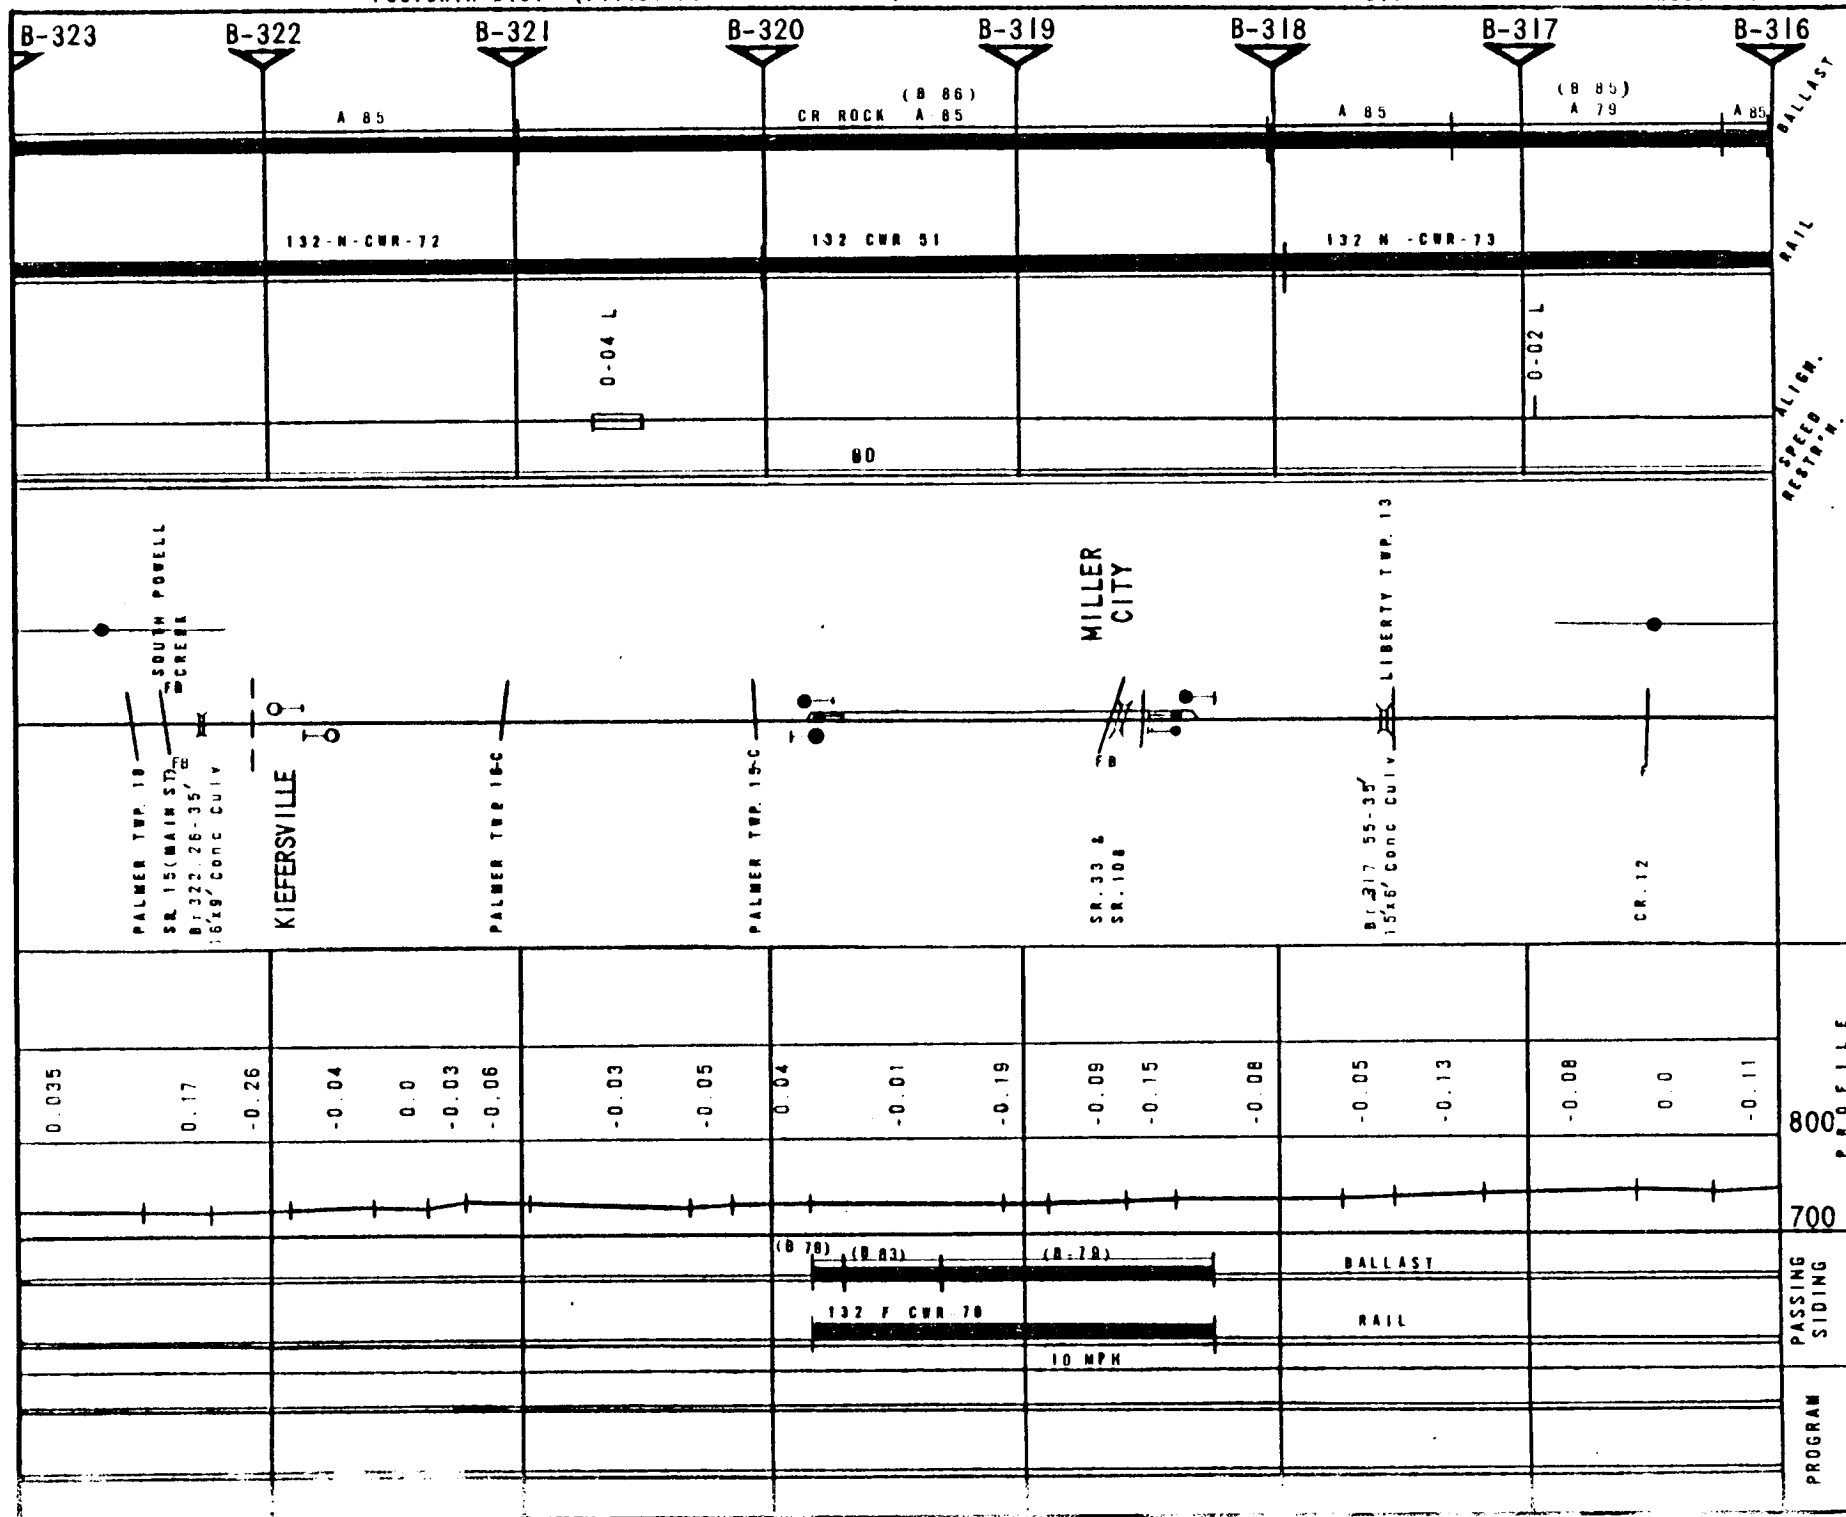 B-323 B-322 B-321 B-320 B-319 B-318 B-317 B-316
(B 86) (B 85)
A 85 CR ROCK A 85 A 85 A 79 A 85
BALLAST
132-N-CWR-72 132 CWR 51 132 N -CWR-73
RAIL
0-04 L 0-02 L
ALIGN.
80
SPEED
RESTR'N.
SOUTH POWELL
CREEK
MILLER
CITY
LIBERTY TWP. 13
FB
FB
FB
PALMER TWP. 18
SR. 15(MAIN ST)
Br 322.26-35'
16'x9' Conc Culv
KIEFERSVILLE
PALMER TWP 16-C
PALMER TWP. 15-C
SR.33 &
SR.108
Br 317 55-35'
15'x6' Conc Culv
CR.12
0.035 0.17 -0.26 -0.04 0.0 -0.03 -0.06 -0.03 -0.05 0.04 -0.01 -0.19 -0.09 -0.15 -0.08 -0.05 -0.13 -0.08 0.0 -0.11
PROFILE
800
700
(B 78) (B 83) (B-78) BALLAST
132 F CWR 78 RAIL
10 MPH
PASSING
SIDING
PROGRAM